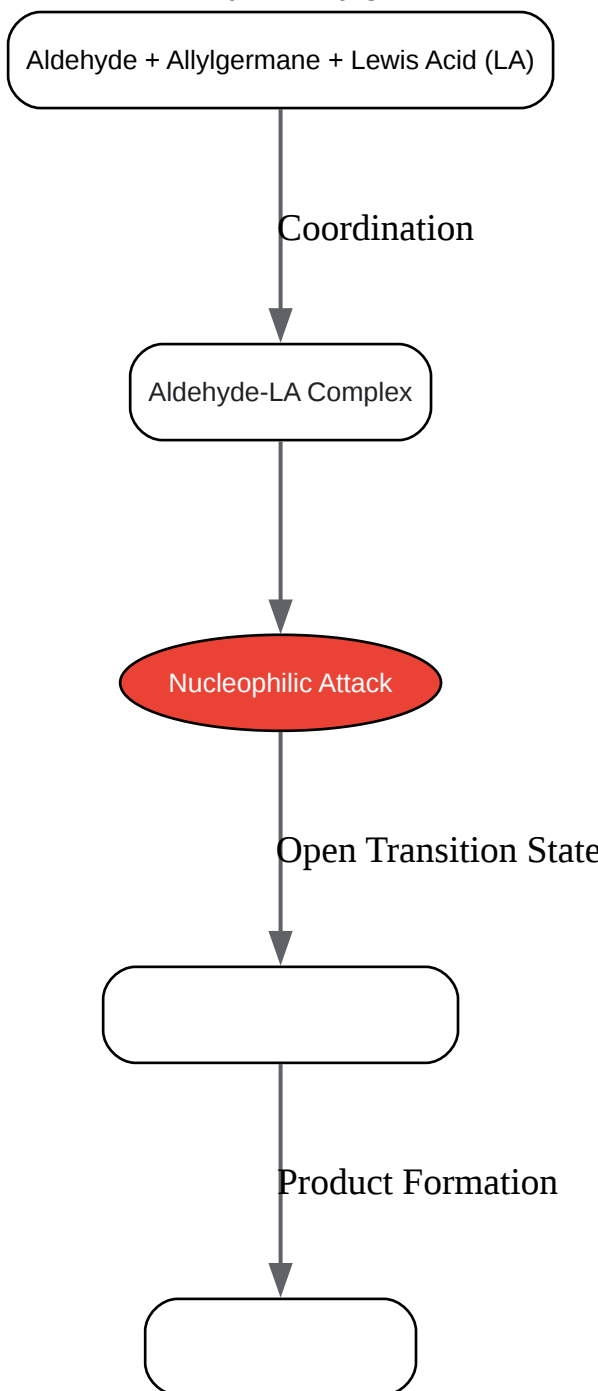 Aldehyde + Allylgermane + Lewis Acid (LA)
Coordination
Aldehyde-LA Complex
Nucleophilic Attack
Open Transition State
Product Formation